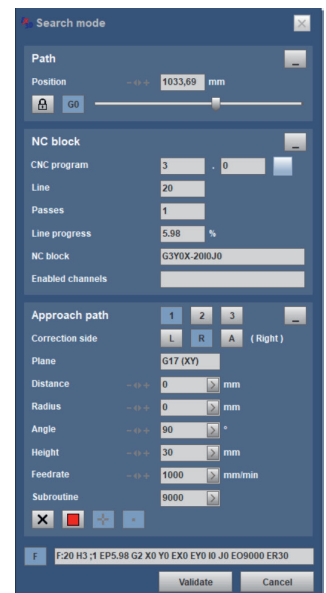 Search mode
Path
Position 1033,69 mm
G0
NC block
CNC program 3 . 0
Line 20
Passes 1
Line progress 5.98 %
NC block G3Y0X-20I0J0
Enabled channels
Approach path 1 2 3
Correction side L R A ( Right )
Plane G17 (XY)
Distance 0 mm
Radius 0 mm
Angle 90 °
Height 30 mm
Feedrate 1000 mm/min
Subroutine 9000
F F:20 H3 ;1 EP5.98 G2 X0 Y0 EX0 EY0 I0 J0 EO9000 ER30
Validate Cancel